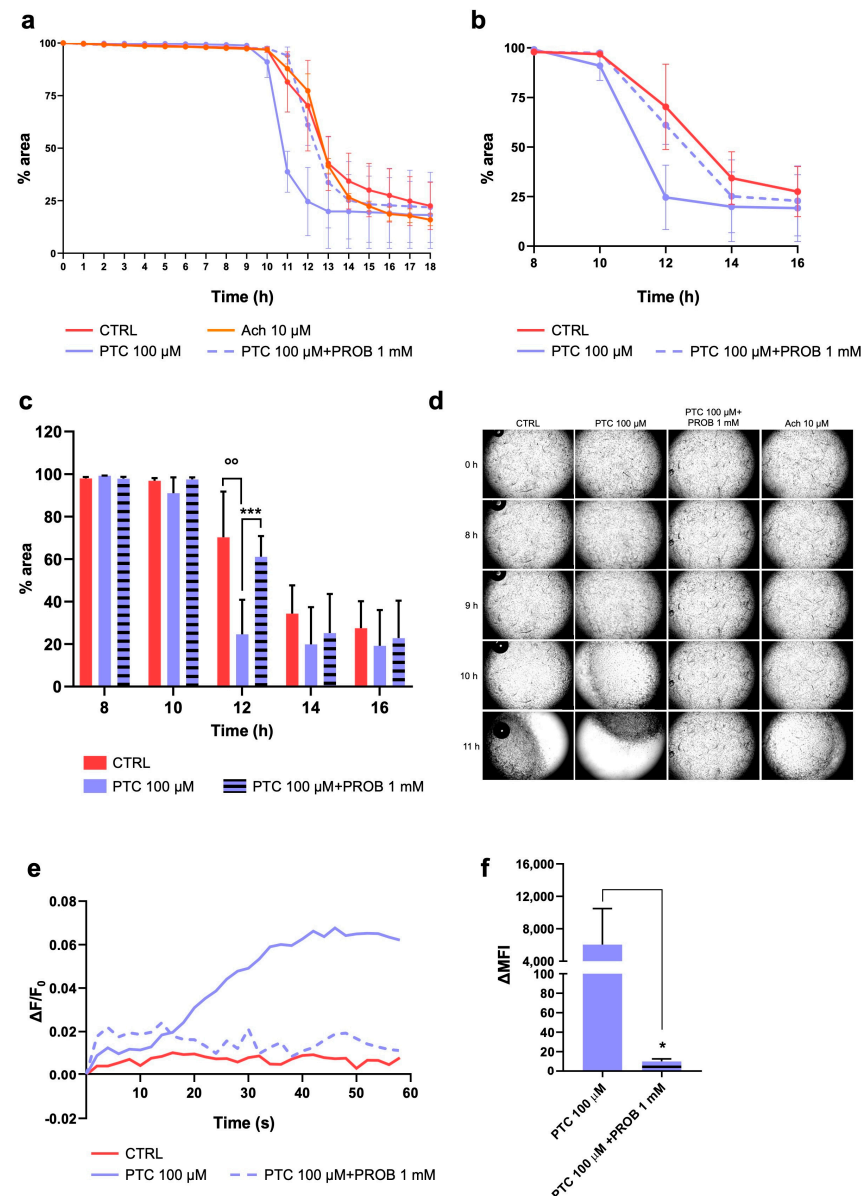 a
100
75
50
25
0
% area
0 1 2 3 4 5 6 7 8 9 10 11 12 13 14 15 16 17 18
Time (h)
CTRL
Ach 10 µM
PTC 100 µM
PTC 100 µM+PROB 1 mM
b
100
75
50
25
0
% area
8 10 12 14 16
Time (h)
CTRL
PTC 100 µM
PTC 100 µM+PROB 1 mM
c
120
100
80
60
40
20
0
% area
°°
***
8 10 12 14 16
Time (h)
CTRL
PTC 100 µM
PTC 100 µM+PROB 1 mM
d
CTRL
PTC 100 µM
PTC 100 µM+
PROB 1 mM
Ach 10 µM
0 h
8 h
9 h
10 h
11 h
e
0.08
0.06
0.04
0.02
0.00
-0.02
ΔF/F0
10 20 30 40 50 60
Time (s)
CTRL
PTC 100 µM
PTC 100 µM+PROB 1 mM
f
16,000
12,000
8,000
4,000
100
80
60
40
20
0
ΔMFI
*
PTC 100 µM
PTC 100 µM +PROB 1 mM